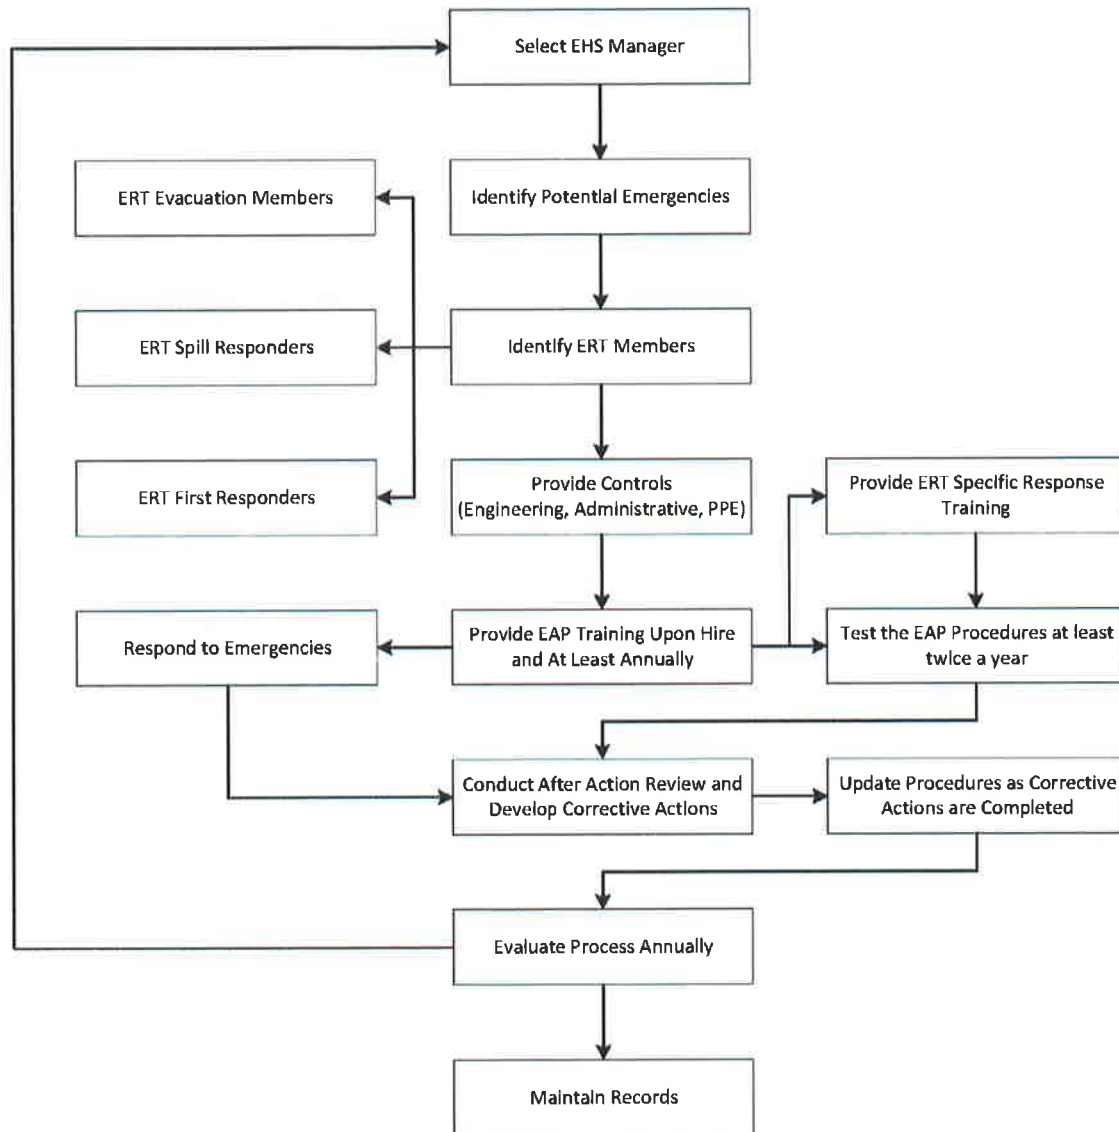 Select EHS Manager
ERT Evacuation Members
Identify Potential Emergencies
ERT Spill Responders
Identify ERT Members
ERT First Responders
Provide Controls
(Engineering, Administrative, PPE)
Provide ERT Specific Response
Training
Respond to Emergencies
Provide EAP Training Upon Hire
and At Least Annually
Test the EAP Procedures at least
twice a year
Conduct After Action Review and
Develop Corrective Actions
Update Procedures as Corrective
Actions are Completed
Evaluate Process Annually
Maintain Records